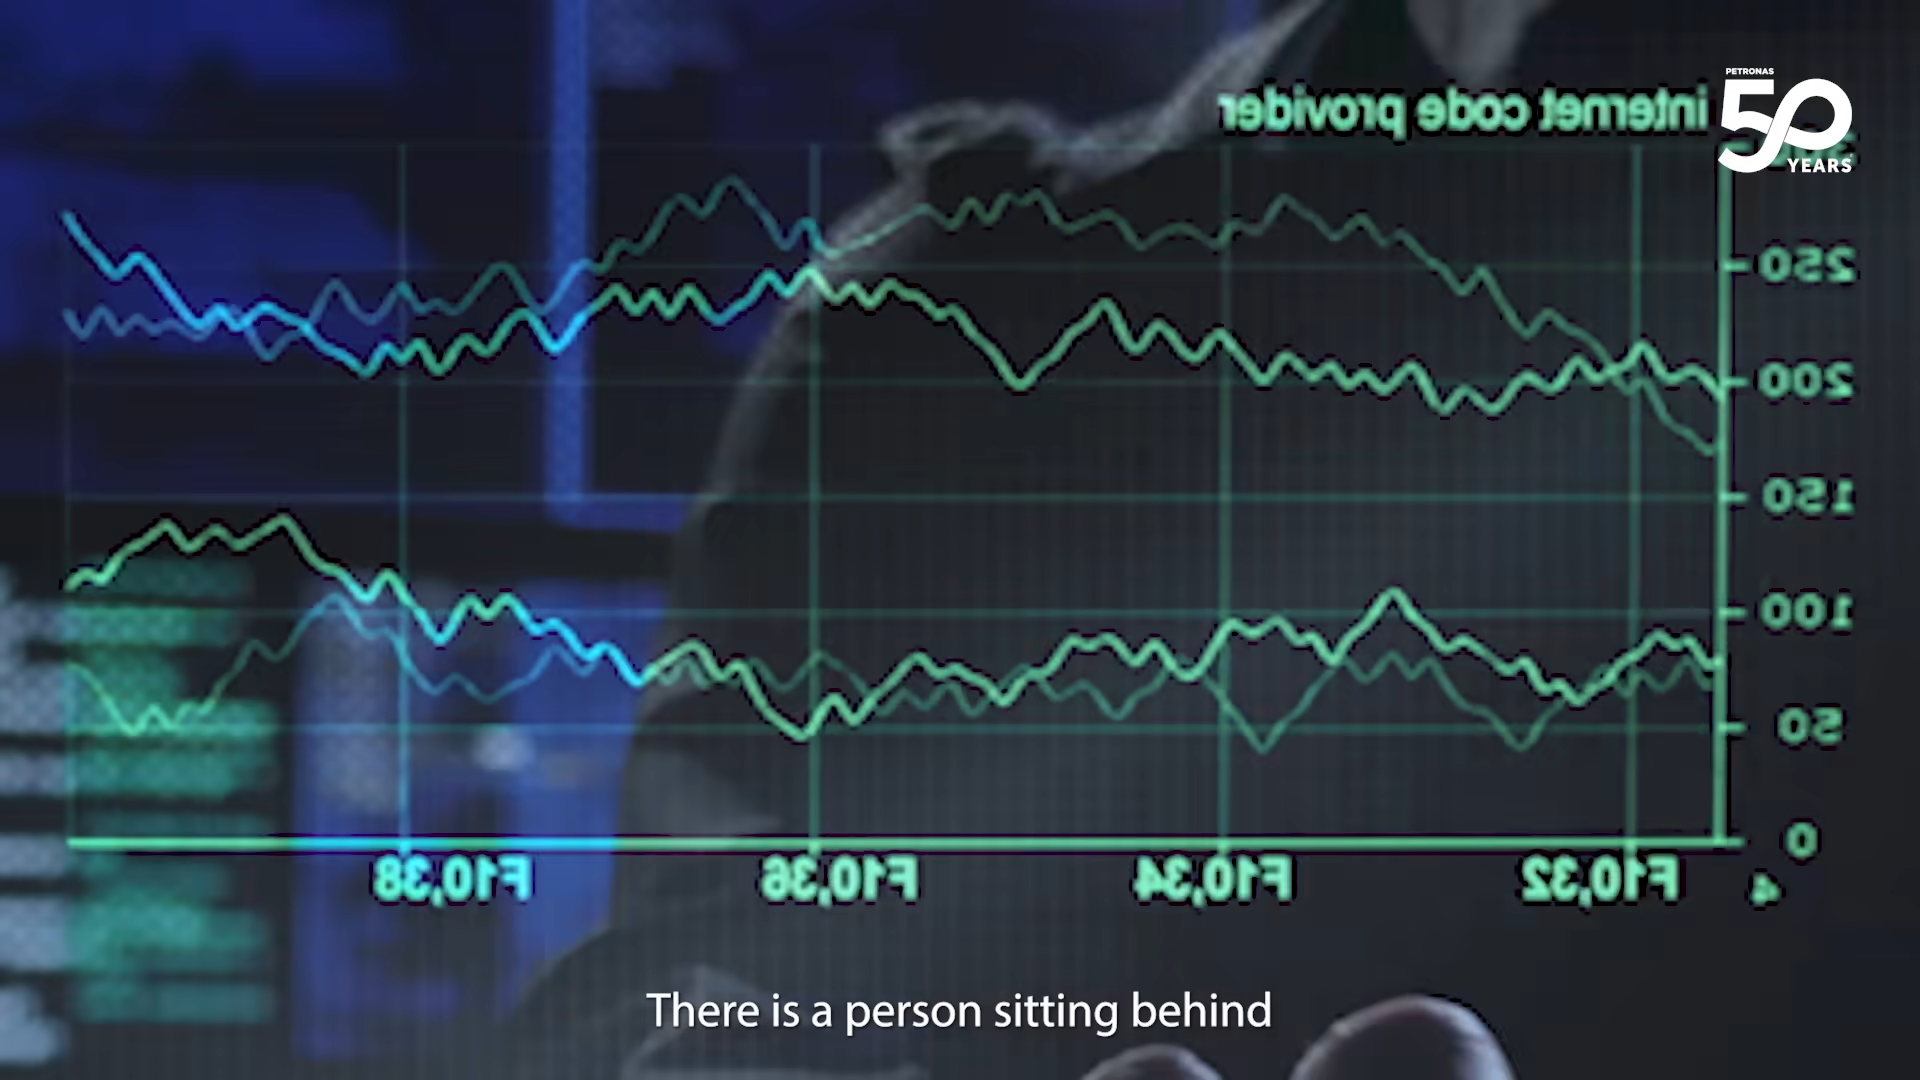 PETRONAS
50
YEARS
internet code provider
250
200
150
100
50
0
F10,38
F10,36
F10,34
F10,32
4
There is a person sitting behind